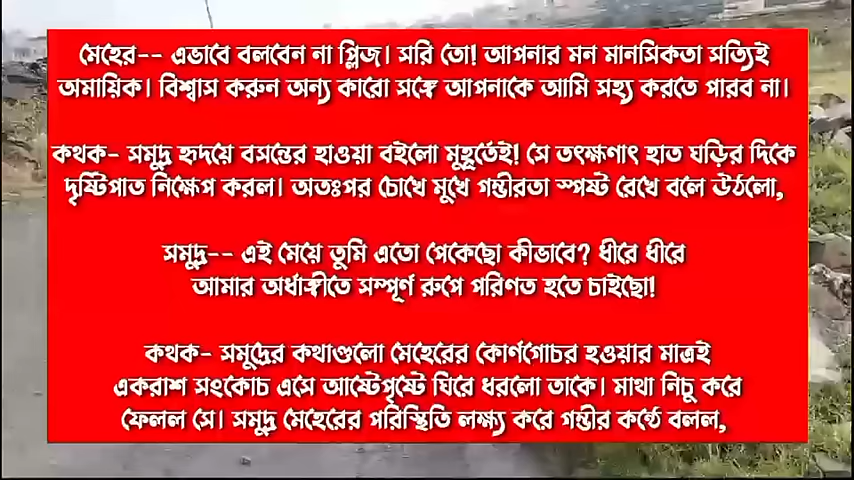 মেহের-- এভাবে বলবেন না প্লিজ। সরি তো! আপনার মন মানসিকতা সত্যিই
অমায়িক। বিশ্বাস করুন অন্য কারো সঙ্গে আপনাকে আমি সহ্য করতে পারব না।
কথক- সমুদ্র হৃদয়ে বসন্তের হাওয়া বইলো মুহূর্তেই! সে তৎক্ষণাৎ হাত ঘড়ির দিকে
দৃষ্টিপাত নিক্ষেপ করল। অতঃপর চোখে মুখে গম্ভীরতা স্পষ্ট রেখে বলে উঠলো,
সমুদ্র-- এই মেয়ে তুমি এতো পেকেছো কীভাবে? ধীরে ধীরে
আমার অর্ধাঙ্গীতে সম্পূর্ণ রুপে পরিণত হতে চাইছো!
কথক- সমুদ্রের কথাগুলো মেহেরের কোর্ণগোচর হওয়ার মাত্রই
একরাশ সংকোচ এসে আষ্টেপৃষ্টে ঘিরে ধরলো তাকে। মাথা নিচু করে
ফেলল সে। সমুদ্র মেহেরের পরিস্থিতি লক্ষ্য করে গম্ভীর কন্ঠে বলল,